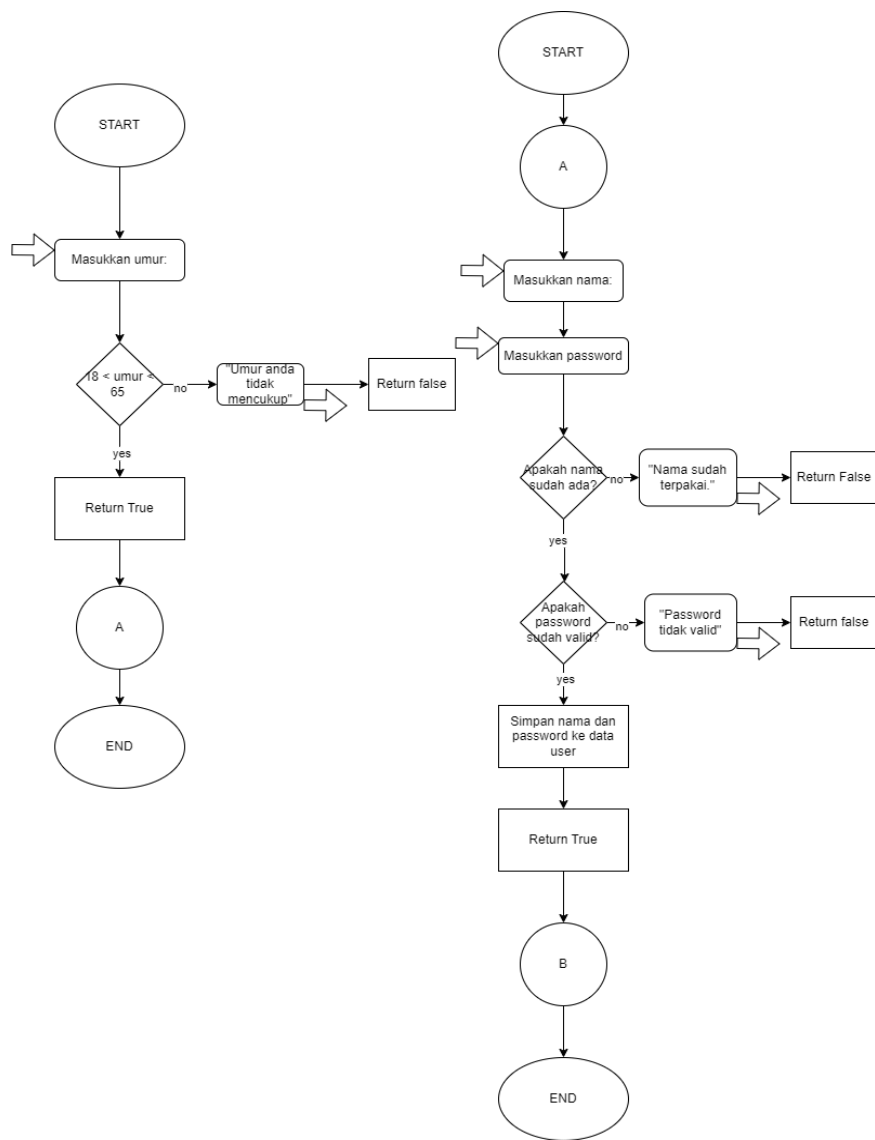 START
Masukkan umur:
18 < umur <
65
no
"Umur anda
tidak
mencukup"
Return false
yes
Return True
A
END
START
A
Masukkan nama:
Masukkan password
Apakah nama
sudah ada?
no
"Nama sudah
terpakai."
Return False
yes
Apakah
password
sudah valid?
no
"Password
tidak valid"
Return false
yes
Simpan nama dan
password ke data
user
Return True
B
END